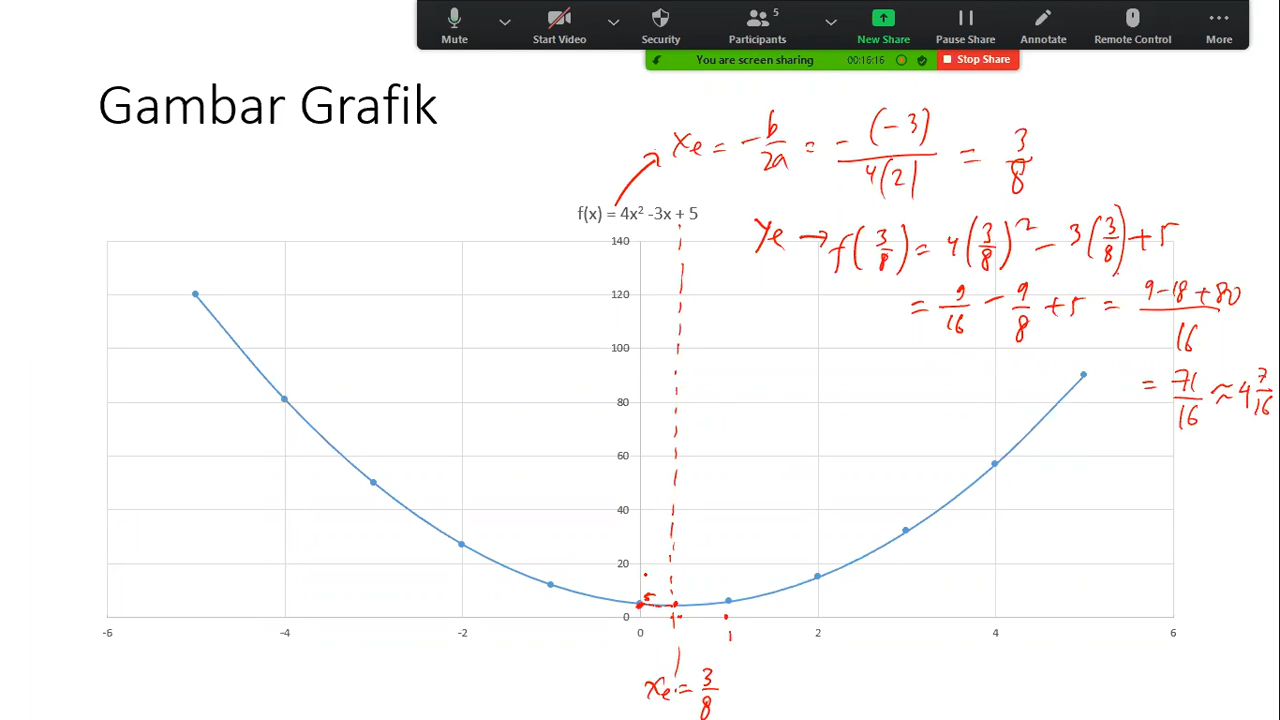 5
Mute
Start Video
Security
Participants
New Share
Pause Share
Annotate
Remote Control
More
You are screen sharing
00:16:16
Stop Share
Gambar Grafik
xe = -b/2a = -(-3)/4(2) = 3/8
f(x) = 4x² -3x + 5
ye → f(3/8) = 4(3/8)² - 3(3/8) + 5
= 9/16 - 9/8 + 5 = 9-18+80/16
= 71/16 ≈ 4 7/16
140
120
100
80
60
40
20
0
5
-6
-4
-2
0
1
2
4
6
xe = 3/8